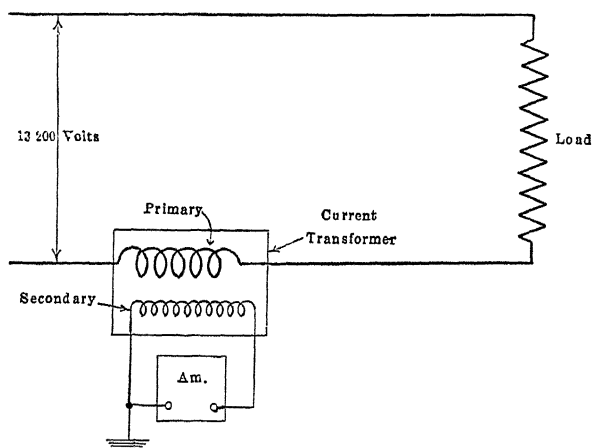 13 200 Volts
Load
Primary
Current
Transformer
Secondary
Am.